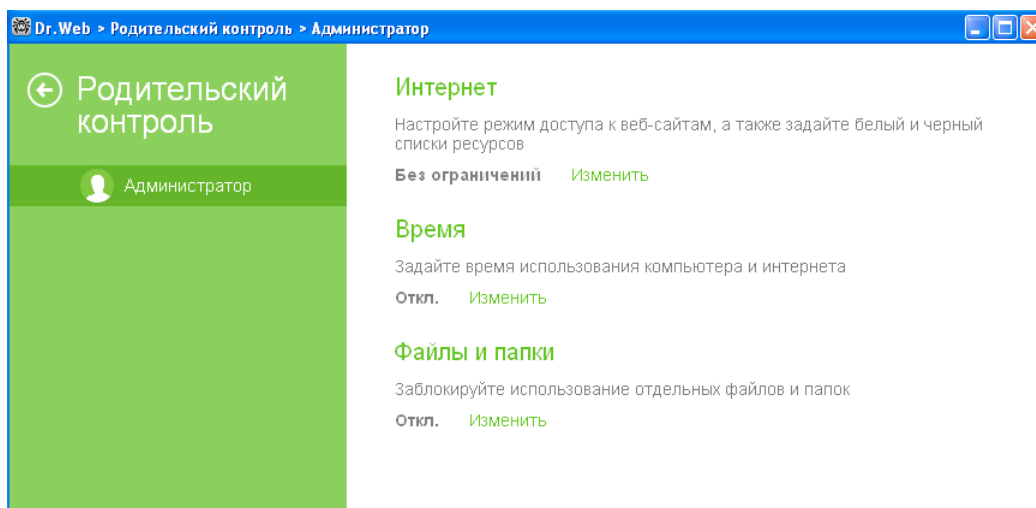 Dr.Web > Родительский контроль > Администратор
Родительский
контроль
Администратор
Интернет
Настройте режим доступа к веб-сайтам, а также задайте белый и черный
списки ресурсов
Без ограничений Изменить
Время
Задайте время использования компьютера и интернета
Откл. Изменить
Файлы и папки
Заблокируйте использование отдельных файлов и папок
Откл. Изменить